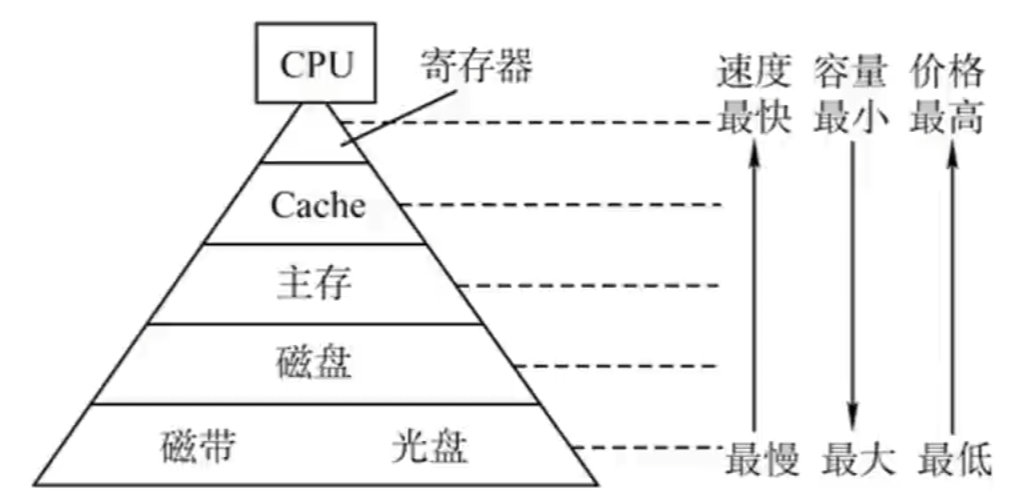 CPU
寄存器
速度 容量 价格
最快 最小 最高
Cache
主存
磁盘
磁带 光盘
最慢 最大 最低